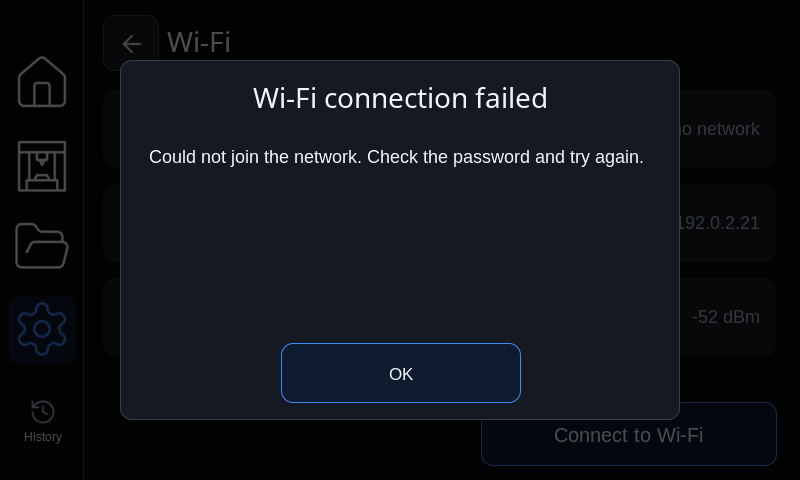 Wi-Fi
Wi-Fi connection failed
no network
Could not join the network. Check the password and try again.
192.0.2.21
-52 dBm
OK
History
Connect to Wi-Fi